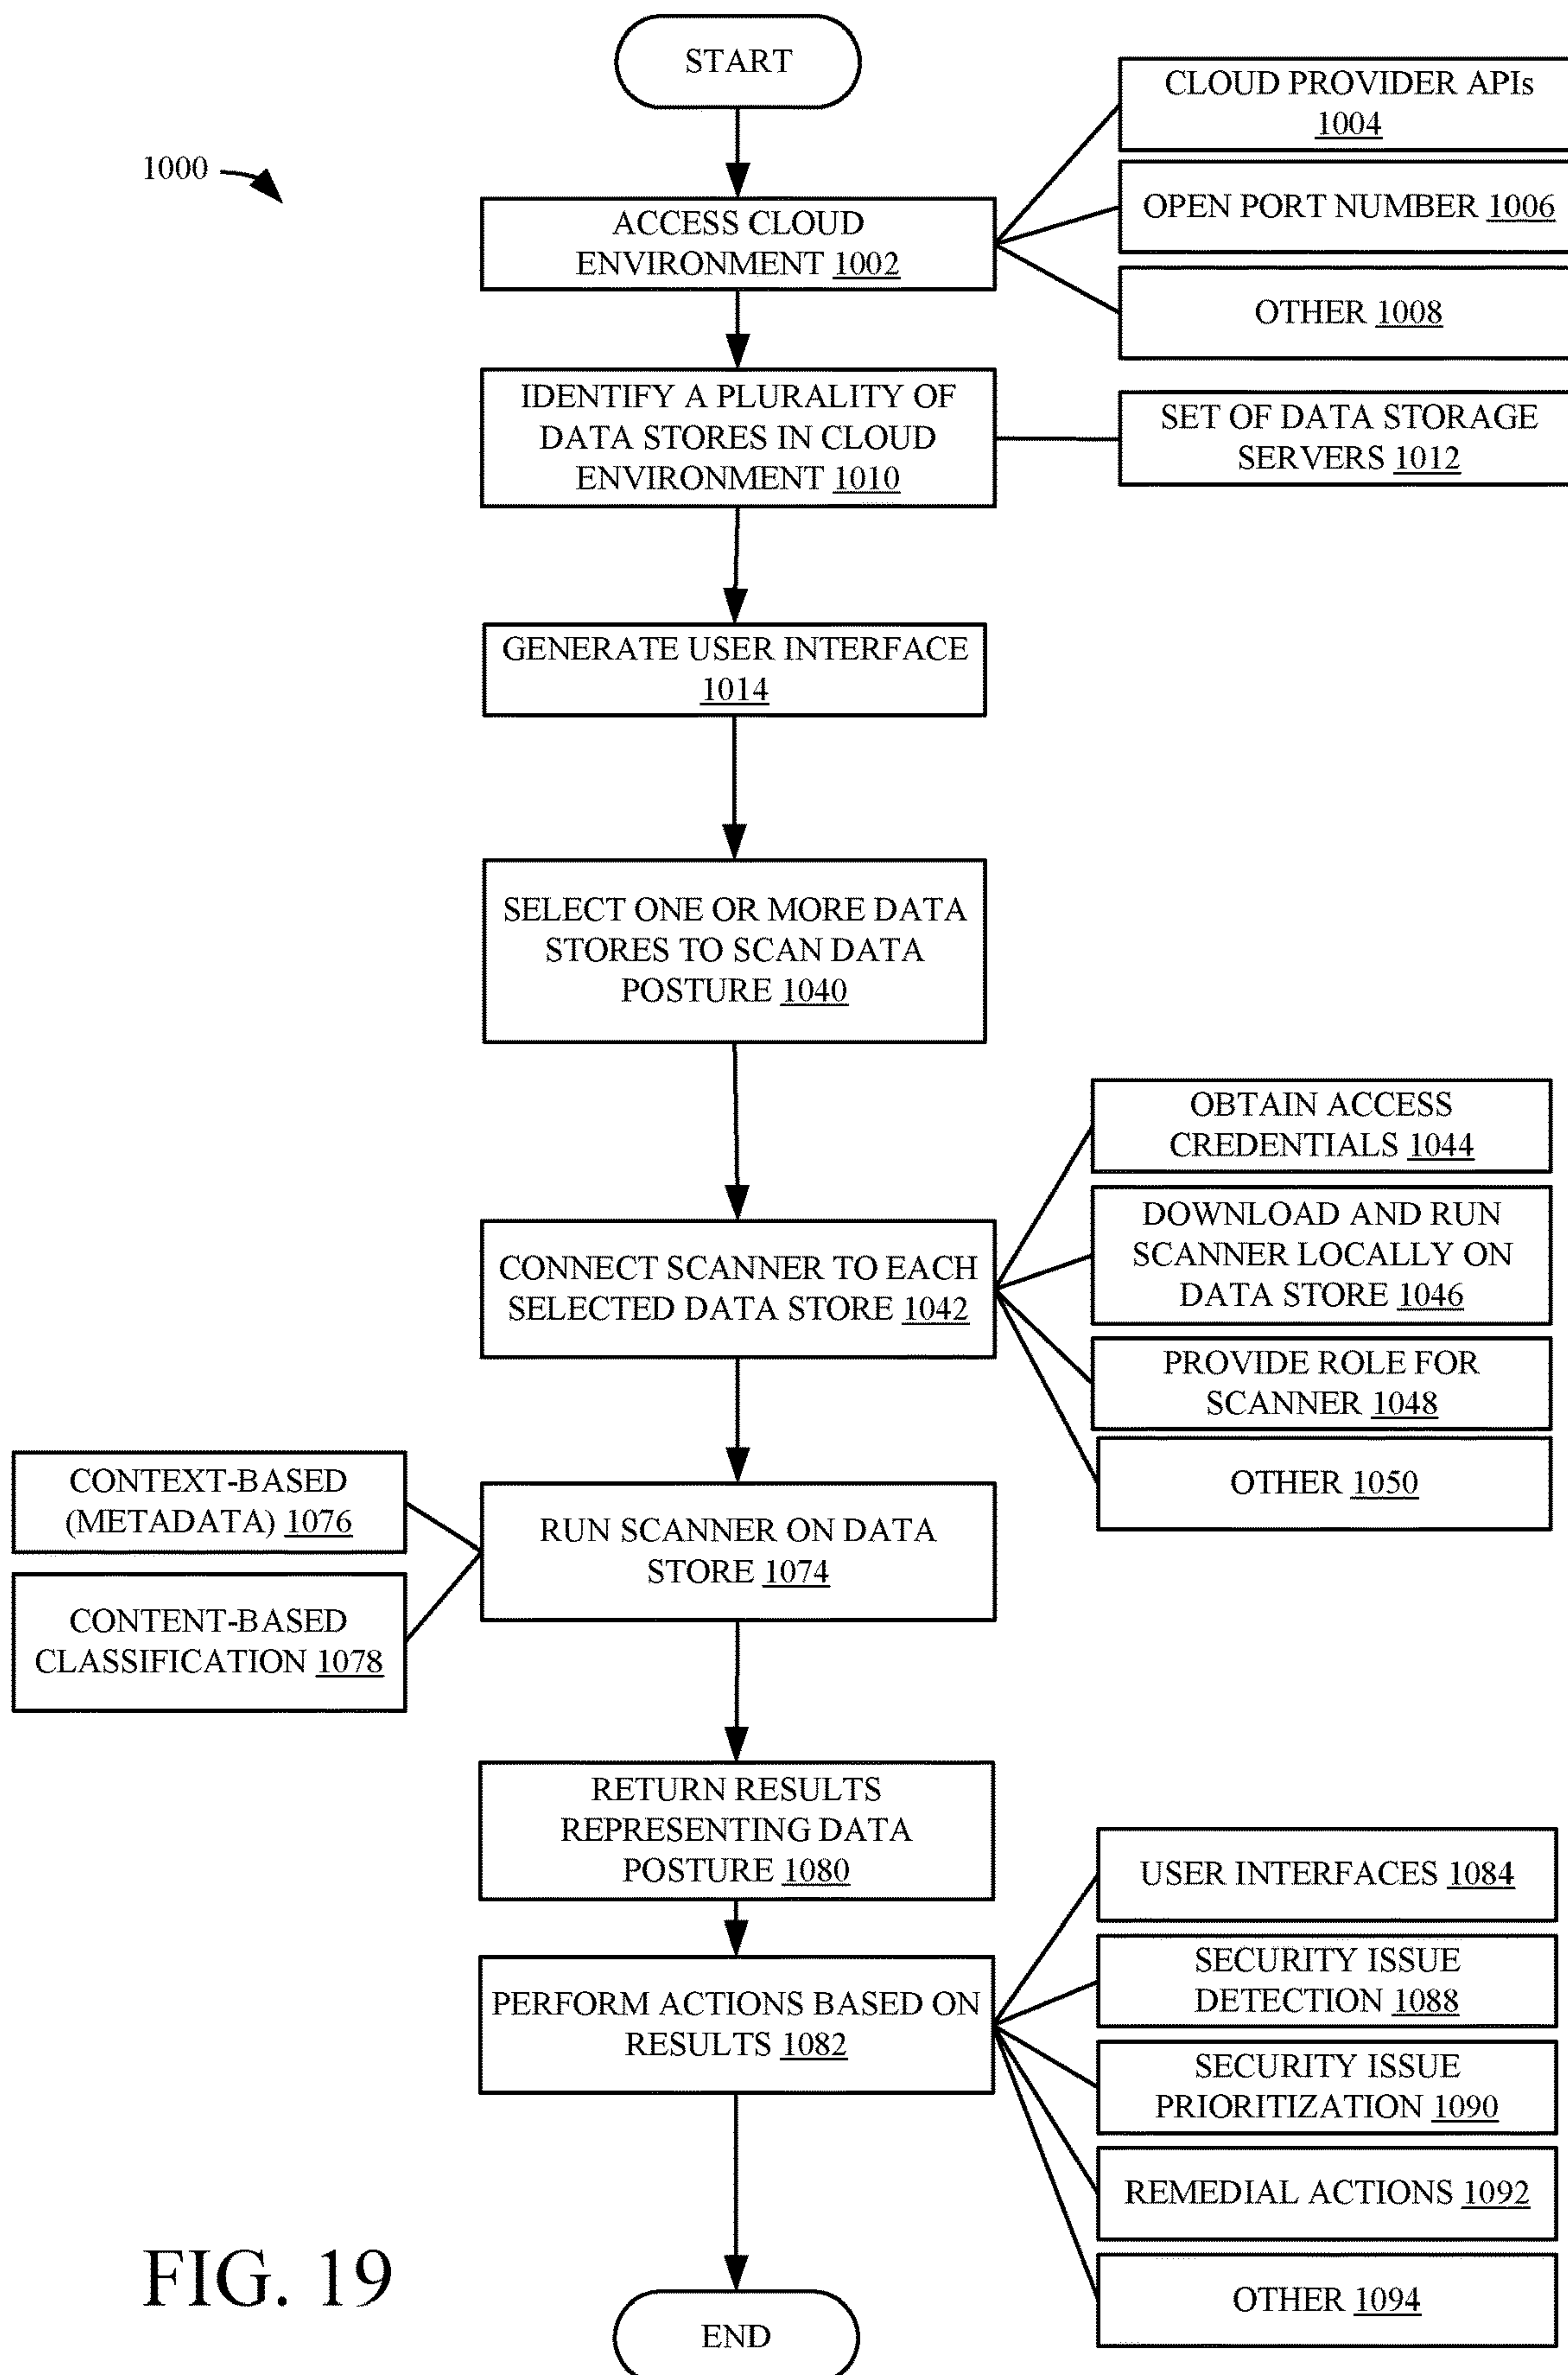 START
1000
ACCESS CLOUD
ENVIRONMENT 1002
CLOUD PROVIDER APIs
1004
OPEN PORT NUMBER 1006
OTHER 1008
IDENTIFY A PLURALITY OF
DATA STORES IN CLOUD
ENVIRONMENT 1010
SET OF DATA STORAGE
SERVERS 1012
GENERATE USER INTERFACE
1014
SELECT ONE OR MORE DATA
STORES TO SCAN DATA
POSTURE 1040
CONNECT SCANNER TO EACH
SELECTED DATA STORE 1042
OBTAIN ACCESS
CREDENTIALS 1044
DOWNLOAD AND RUN
SCANNER LOCALLY ON
DATA STORE 1046
PROVIDE ROLE FOR
SCANNER 1048
OTHER 1050
CONTEXT-BASED
(METADATA) 1076
CONTENT-BASED
CLASSIFICATION 1078
RUN SCANNER ON DATA
STORE 1074
RETURN RESULTS
REPRESENTING DATA
POSTURE 1080
PERFORM ACTIONS BASED ON
RESULTS 1082
USER INTERFACES 1084
SECURITY ISSUE
DETECTION 1088
SECURITY ISSUE
PRIORITIZATION 1090
REMEDIAL ACTIONS 1092
OTHER 1094
END
FIG. 19